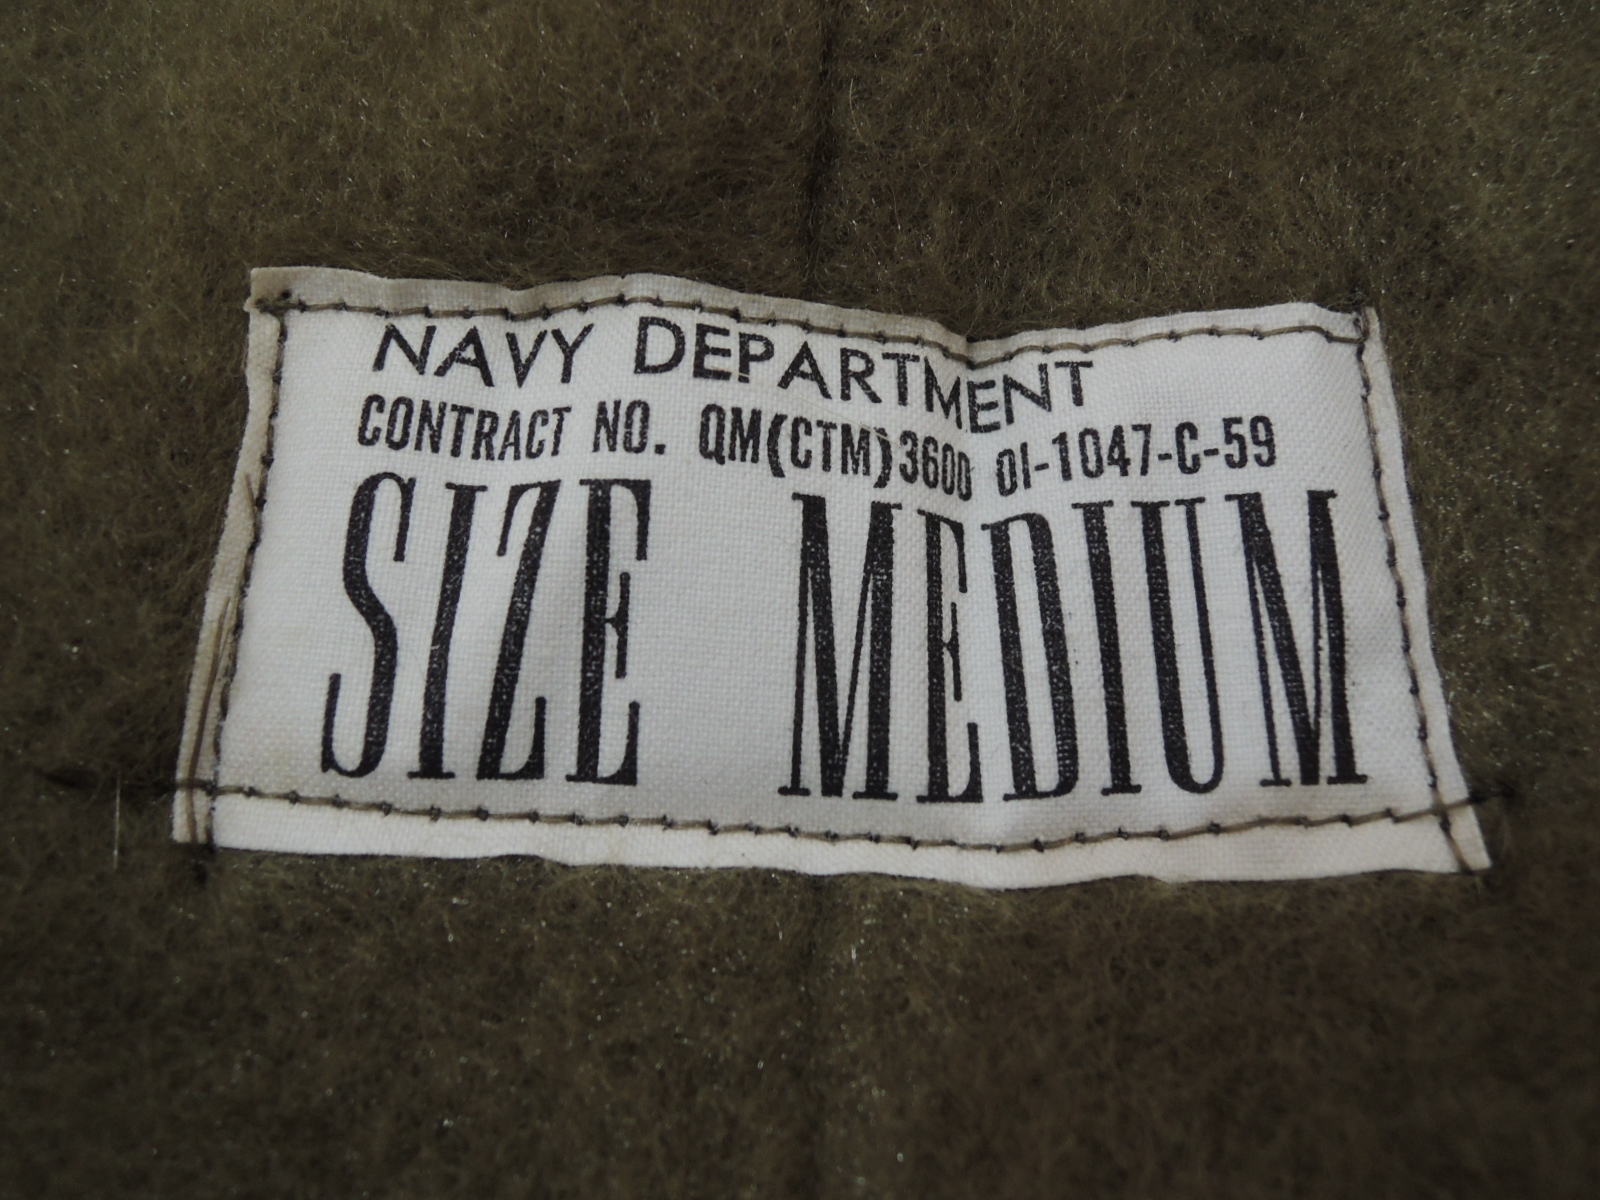 NAVY DEPARTMENT
CONTRACT NO. QM(CTM)3600 OI-1047-C-59
SIZE MEDIUM